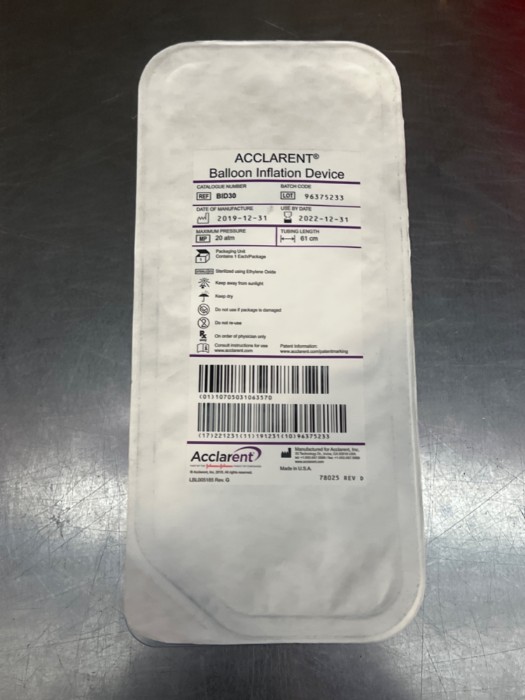 ACCLARENT®
Balloon Inflation Device
CATALOGUE NUMBER BATCH CODE
REF BID30 LOT 96375233
DATE OF MANUFACTURE USE BY DATE
2019-12-31 2022-12-31
MAXIMUM PRESSURE TUBING LENGTH
MP 20 atm 61 cm
Packaging Unit
Contains 1 Each/Package
1
Sterilized using Ethylene Oxide
Keep away from sunlight
Keep dry
Do not use if package is damaged
2
Do not re-use
On order of physician only
Consult instructions for use Patent Information:
www.acclarent.com www.acclarent.com/patentmarking
(01)10705031063570
(17)221231(11)191231(10)96375233
Acclarent
Manufactured for Acclarent, Inc.
Made in U.S.A.
78025 REV D